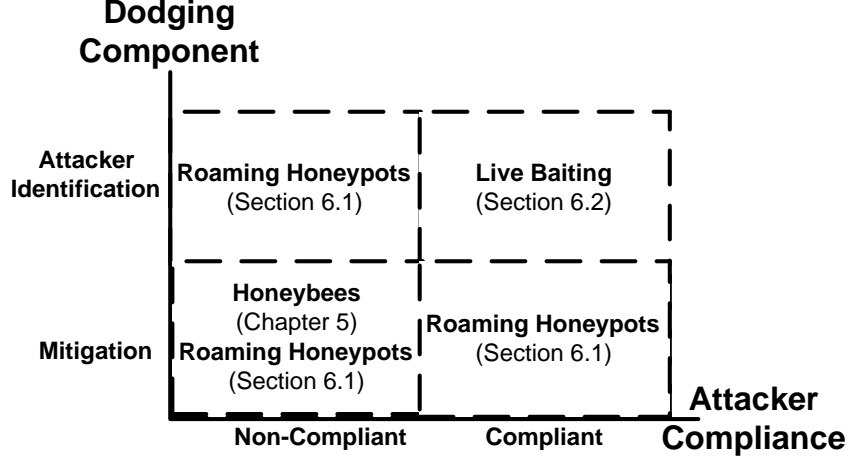 Dodging
Component
Attacker
Identification
Roaming Honeypots
(Section 6.1)
Live Baiting
(Section 6.2)
Mitigation
Honeybees
(Chapter 5)
Roaming Honeypots
(Section 6.1)
Roaming Honeypots
(Section 6.1)
Non-Compliant
Compliant
Attacker
Compliance